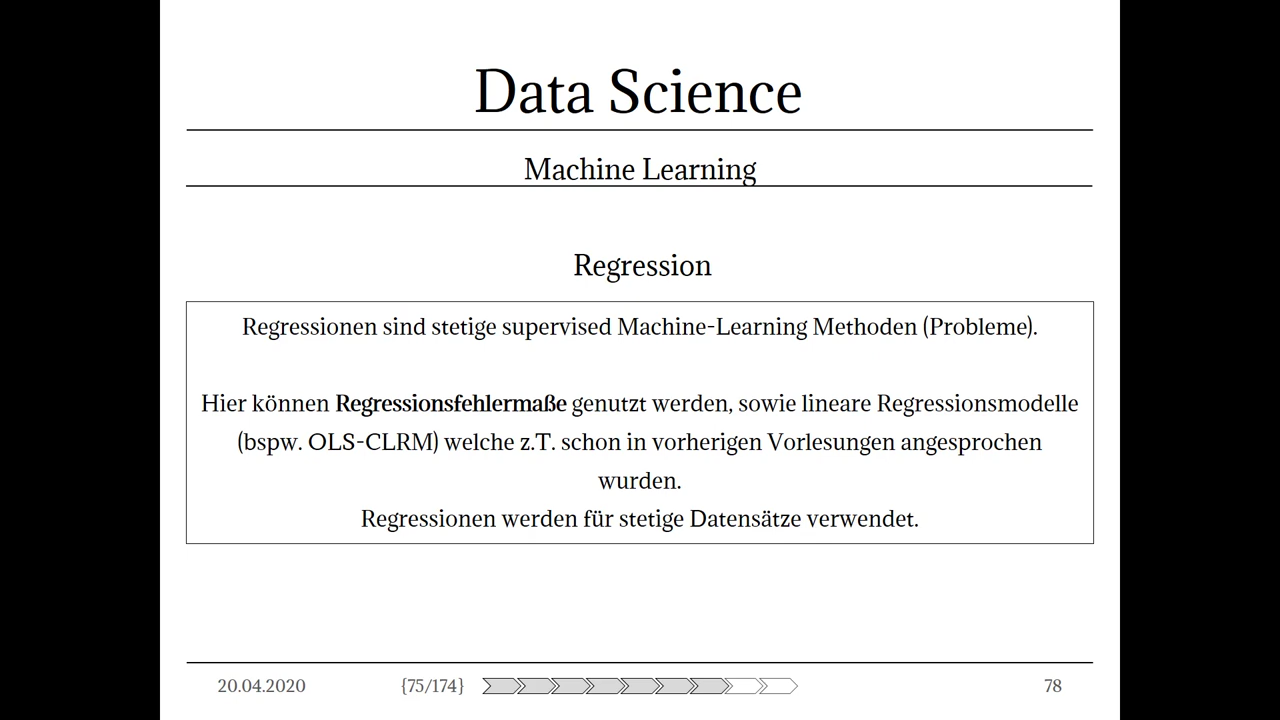 Data Science
Machine Learning
Regression
Regressionen sind stetige supervised Machine-Learning Methoden (Probleme).
Hier können Regressionsfehlermaße genutzt werden, sowie lineare Regressionsmodelle
(bspw. OLS-CLRM) welche z.T. schon in vorherigen Vorlesungen angesprochen
wurden.
Regressionen werden für stetige Datensätze verwendet.
20.04.2020 {75/174} 78